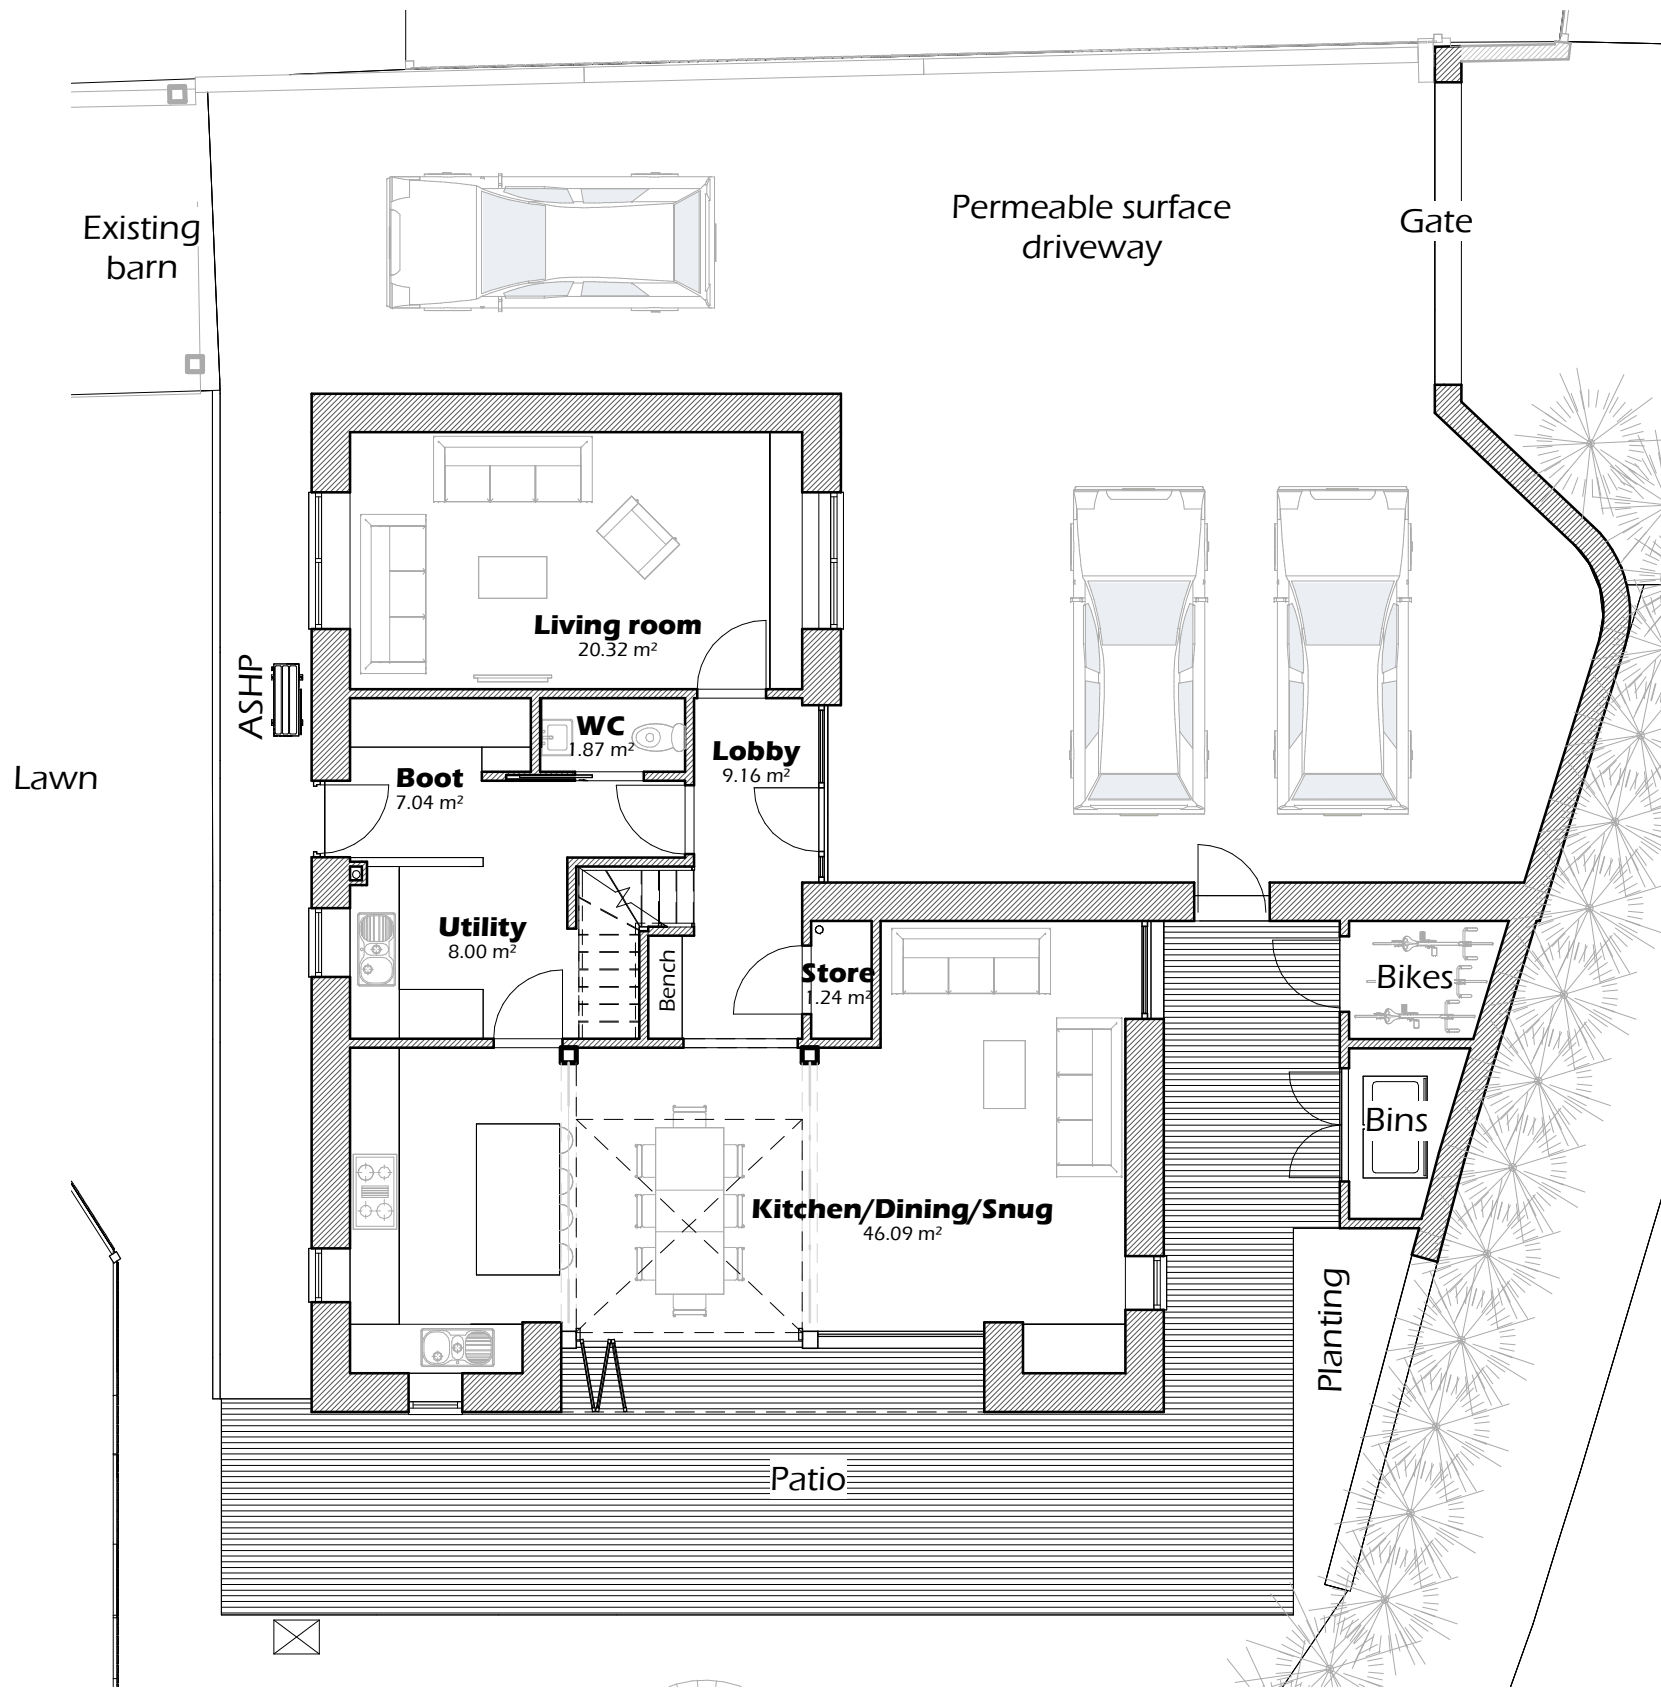 Existing
barn
Permeable surface
driveway
Gate
Living room
20.32 m²
ASHP
WC
1.87 m²
Lobby
9.16 m²
Boot
7.04 m²
Lawn
Utility
8.00 m²
Bench
Store
1.24 m²
Bikes
Bins
Kitchen/Dining/Snug
46.09 m²
Planting
Patio